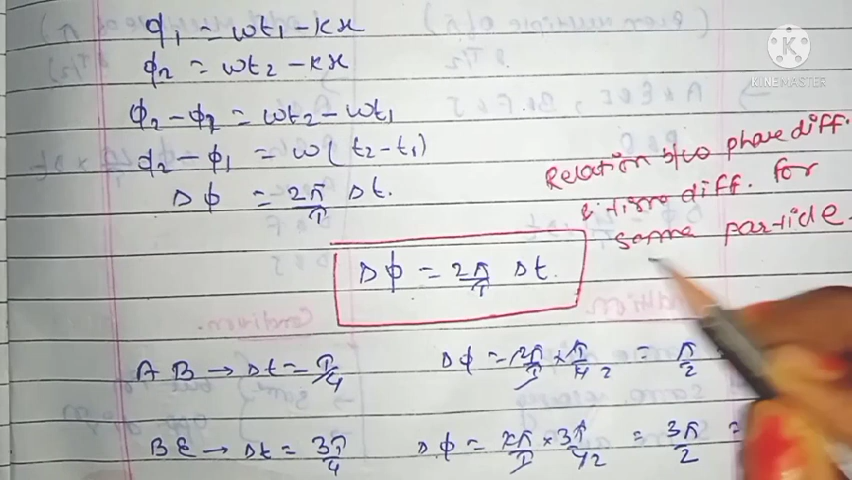 ϕ₁ = ωt₁ - kx
ϕ₂ = ωt₂ - kx
ϕ₂ - ϕ₁ = ωt₂ - ωt₁
ϕ₂ - ϕ₁ = ω(t₂ - t₁)
Δϕ = 2π/T Δt.
Relation b/w phase diff.
& time diff. for
same particle.
Δϕ = 2π/T Δt.
AB → Δt = T/4 Δϕ = 2π/T × T/4 2 = π/2
BE → Δt = 3T/4 Δϕ = 2π/T × 3T/4 2 = 3π/2 =
K
KINEMASTER